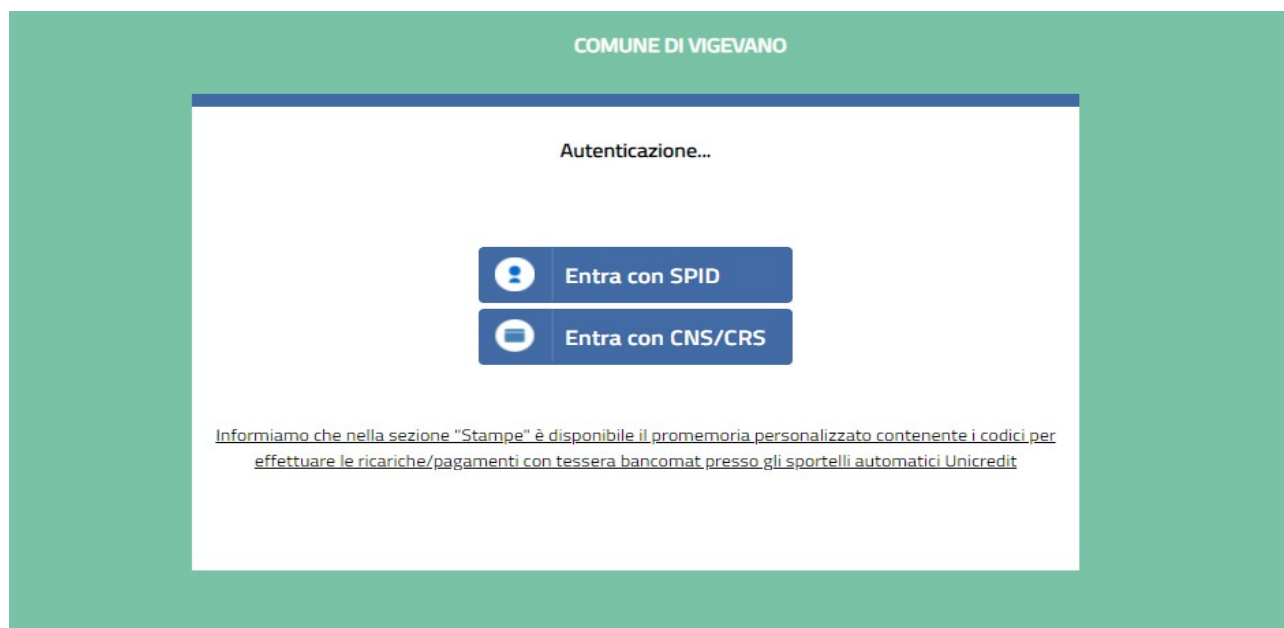 COMUNE DI VIGEVANO
Autenticazione...
Entra con SPID
Entra con CNS/CRS
Informiamo che nella sezione "Stampe" è disponibile il promemoria personalizzato contenente i codici per
effettuare le ricariche/pagamenti con tessera bancomat presso gli sportelli automatici Unicredit